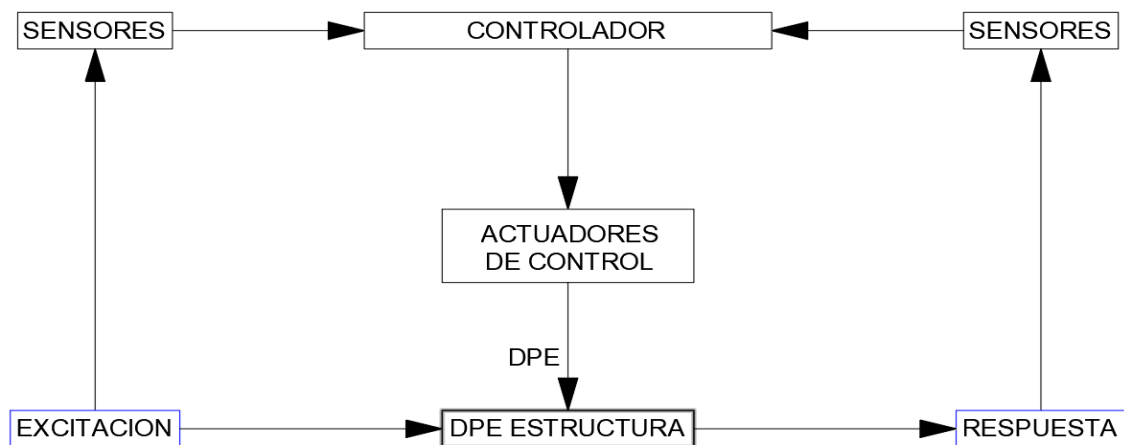 SENSORES
CONTROLADOR
SENSORES
ACTUADORES
DE CONTROL
DPE
EXCITACION
DPE ESTRUCTURA
RESPUESTA